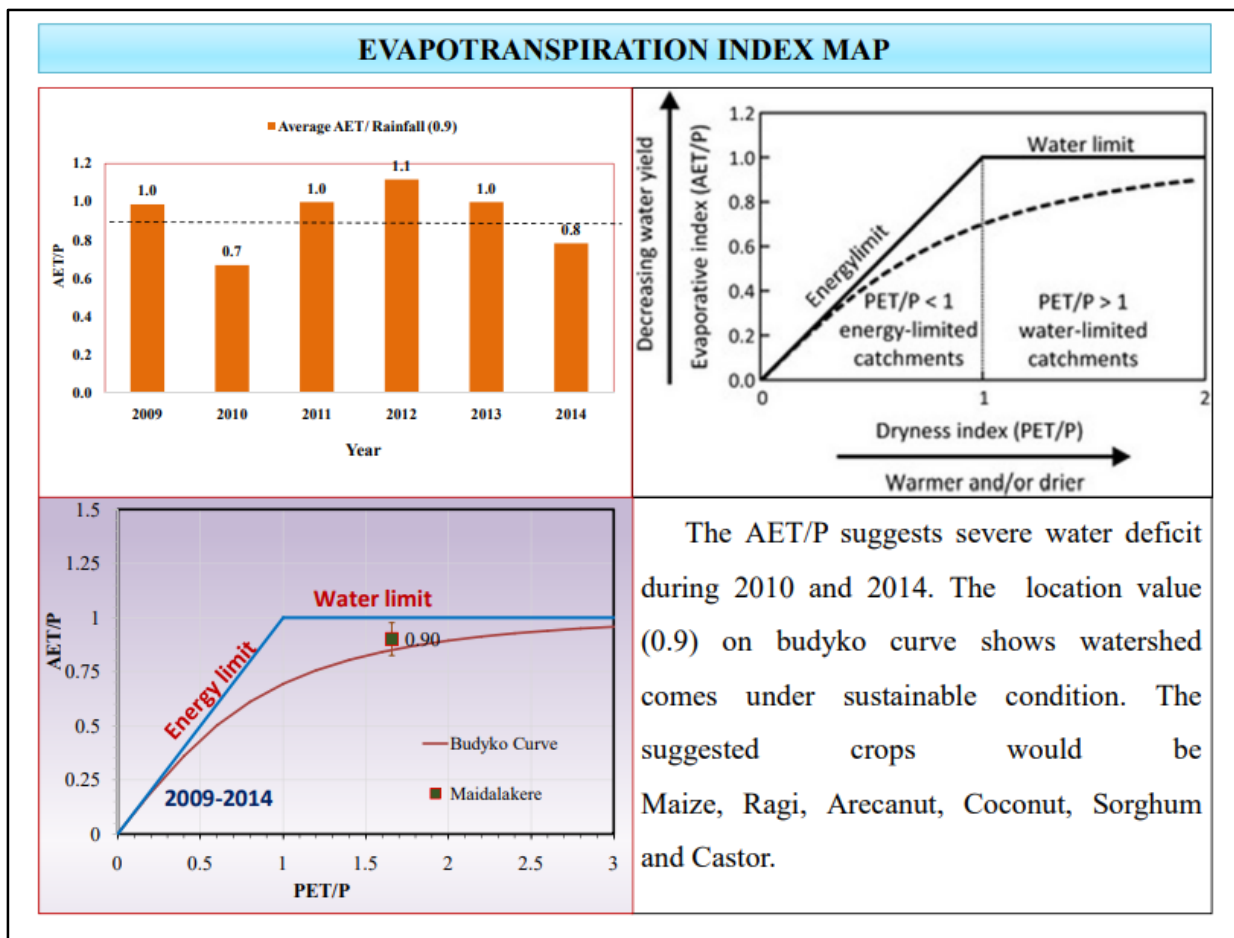 EVAPOTRANSPIRATION INDEX MAP
Average AET/ Rainfall (0.9)
AET/P
1.2
1.0
0.8
0.6
0.4
0.2
0.0
1.0
0.7
1.0
1.1
1.0
0.8
2009
2010
2011
2012
2013
2014
Year
Decreasing water yield
Evaporative index (AET/P)
1.2
1.0
0.8
0.6
0.4
0.2
0.0
Water limit
Energylimit
PET/P < 1
energy-limited
catchments
PET/P > 1
water-limited
catchments
0
1
2
Dryness index (PET/P)
Warmer and/or drier
AET/P
1.5
1.25
1
0.75
0.5
0.25
0
Water limit
Energy limit
0.90
Budyko Curve
Maidalakere
2009-2014
0
0.5
1
1.5
2
2.5
3
PET/P
The AET/P suggests severe water deficit
during 2010 and 2014. The location value
(0.9) on budyko curve shows watershed
comes under sustainable condition. The
suggested crops would be
Maize, Ragi, Arecanut, Coconut, Sorghum
and Castor.